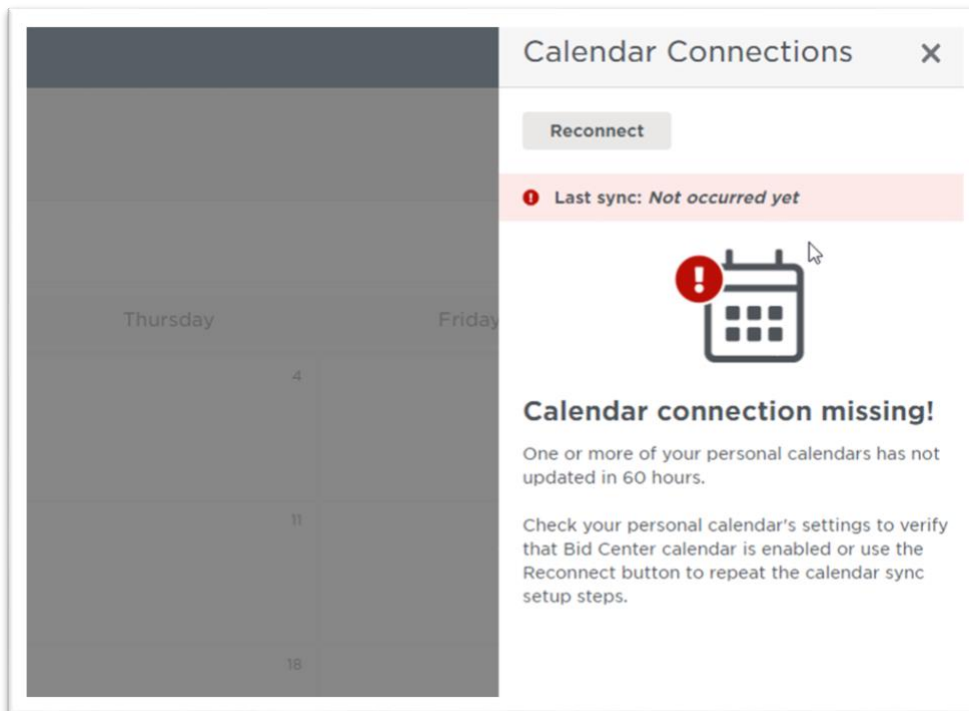 Calendar Connections
Reconnect
Last sync: Not occurred yet
Thursday
Friday
4
11
18
Calendar connection missing!
One or more of your personal calendars has not
updated in 60 hours.
Check your personal calendar's settings to verify
that Bid Center calendar is enabled or use the
Reconnect button to repeat the calendar sync
setup steps.